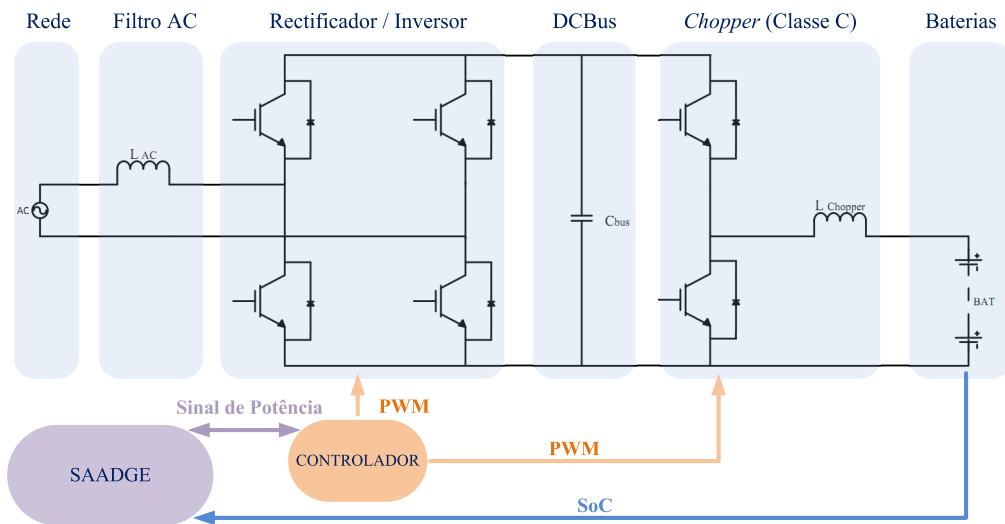 Rede
Filtro AC
Rectificador / Inversor
DCBus
Chopper (Classe C)
Baterias
L AC
AC
Cbus
L Chopper
BAT
Sinal de Potência
PWM
SAADGE
CONTROLADOR
PWM
SoC